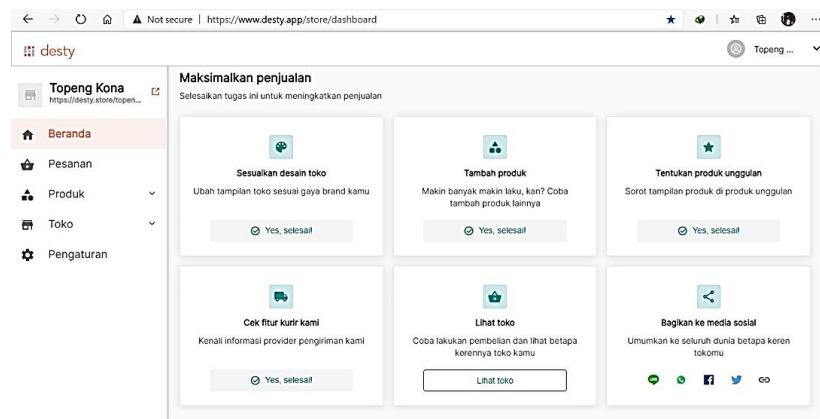 Not secure | https://www.desty.app/store/dashboard
desty
Topeng ...
Topeng Kona
https://desty.store/topen...
Beranda
Pesanan
Produk
Toko
Pengaturan
Maksimalkan penjualan
Selesaikan tugas ini untuk meningkatkan penjualan
Sesuaikan desain toko
Ubah tampilan toko sesuai gaya brand kamu
Yes, selesai!
Tambah produk
Makin banyak makin laku, kan? Coba
tambah produk lainnya
Yes, selesai!
Tentukan produk unggulan
Sorot tampilan produk di produk unggulan
Yes, selesai!
Cek fitur kurir kami
Kenali informasi provider pengiriman kami
Yes, selesai!
Lihat toko
Coba lakukan pembelian dan lihat betapa
kerennya toko kamu
Lihat toko
Bagikan ke media sosial
Umumkan ke seluruh dunia betapa keren
tokomu